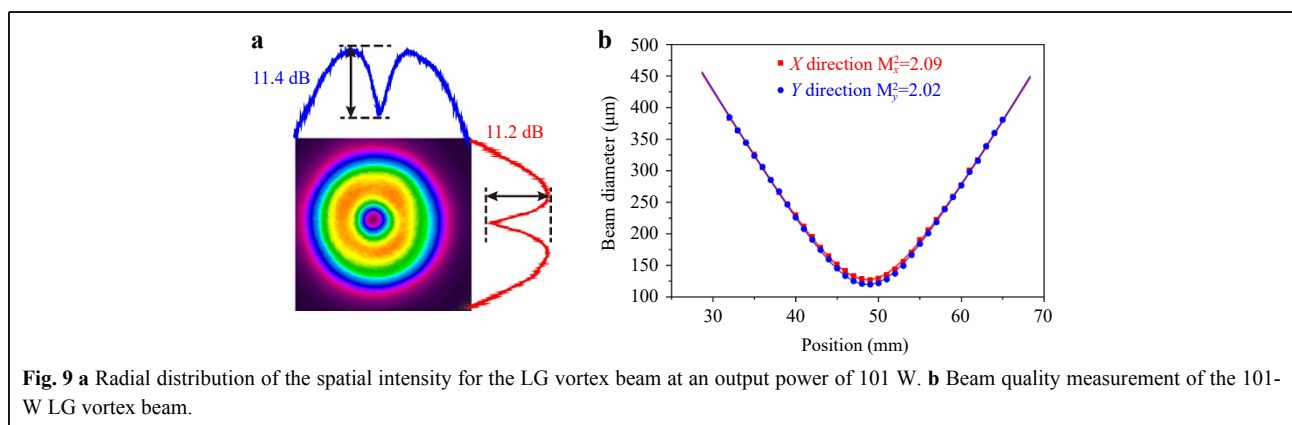 a
11.4 dB
11.2 dB
b
500
450
400
350
300
250
200
150
100
Beam diameter (μm)
X direction M²ₓ=2.09
Y direction M²ᵧ=2.02
30 40 50 60 70
Position (mm)
Fig. 9 a Radial distribution of the spatial intensity for the LG vortex beam at an output power of 101 W. b Beam quality measurement of the 101-
W LG vortex beam.